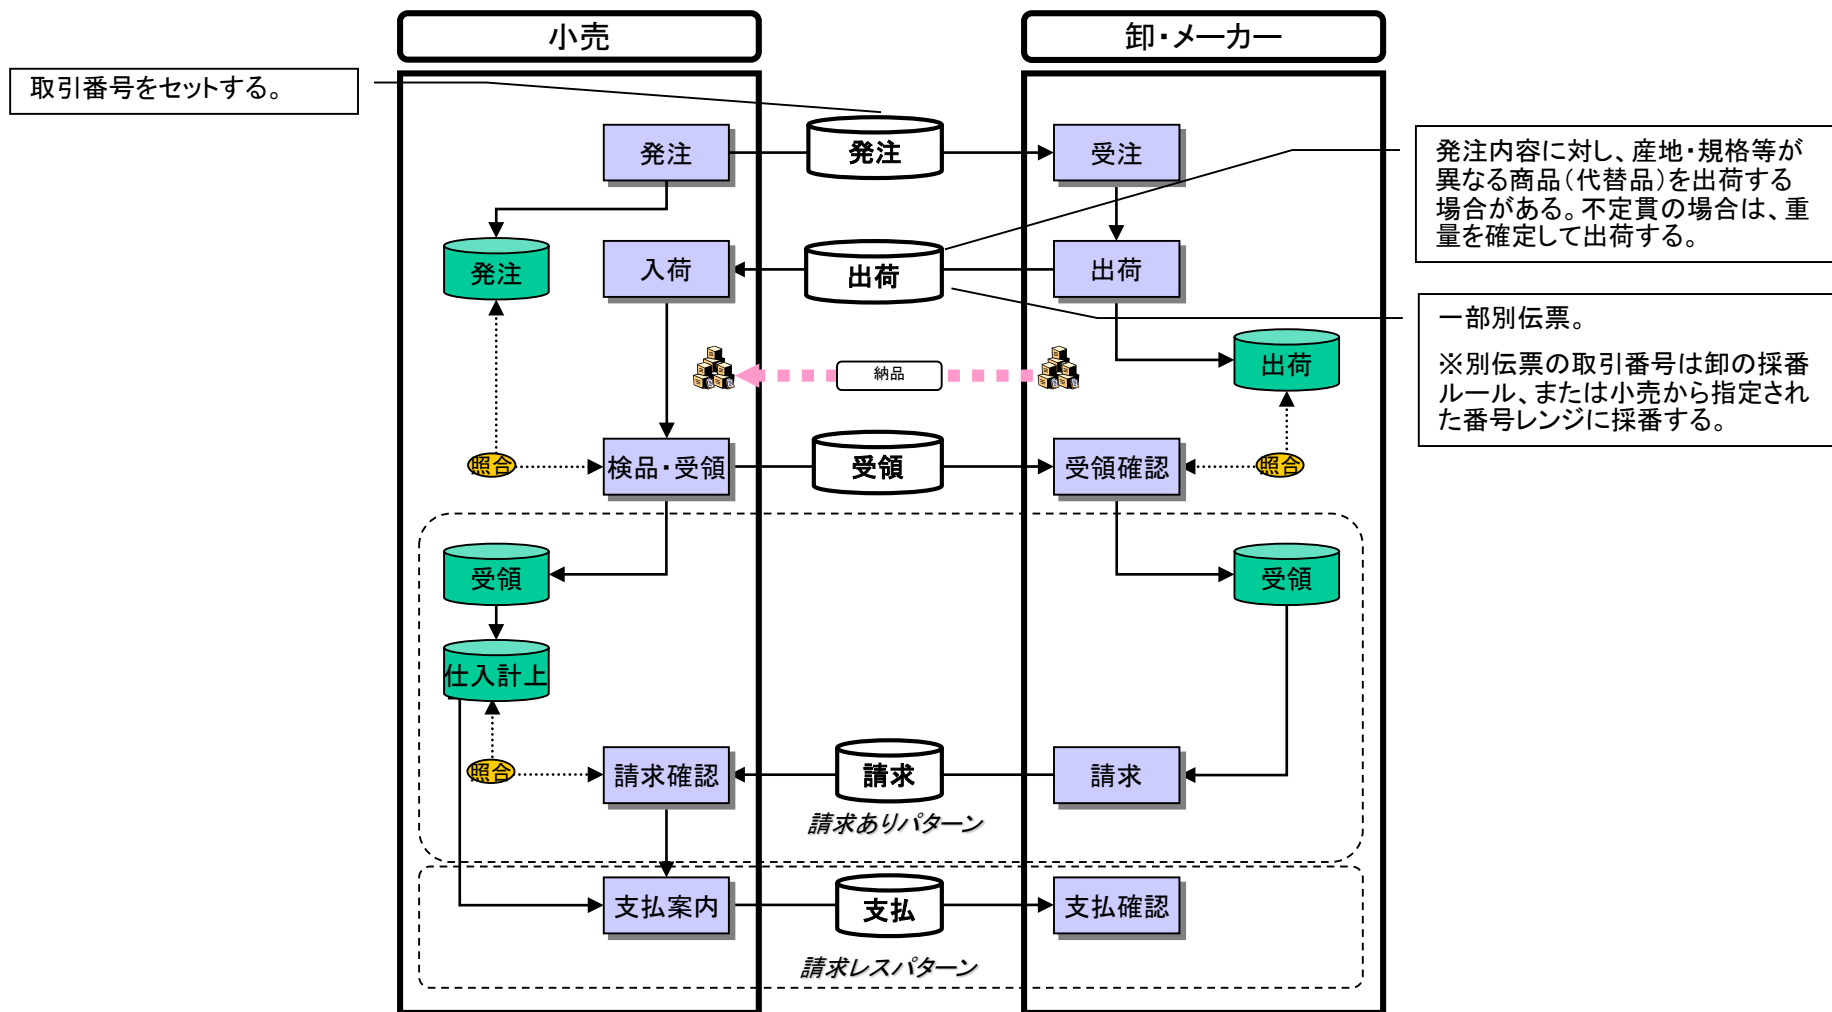 小売
卸・メーカー
取引番号をセットする。
発注
発注
受注
発注内容に対し、産地・規格等が
異なる商品（代替品）を出荷する
場合がある。不定貫の場合は、重
量を確定して出荷する。
発注
入荷
出荷
出荷
一部別伝票。
※別伝票の取引番号は卸の採番
ルール、または小売から指定され
た番号レンジに採番する。
納品
出荷
照合
検品・受領
受領
受領確認
照合
受領
受領
仕入計上
照合
請求確認
請求
請求
請求ありパターン
支払案内
支払
支払確認
請求レスパターン